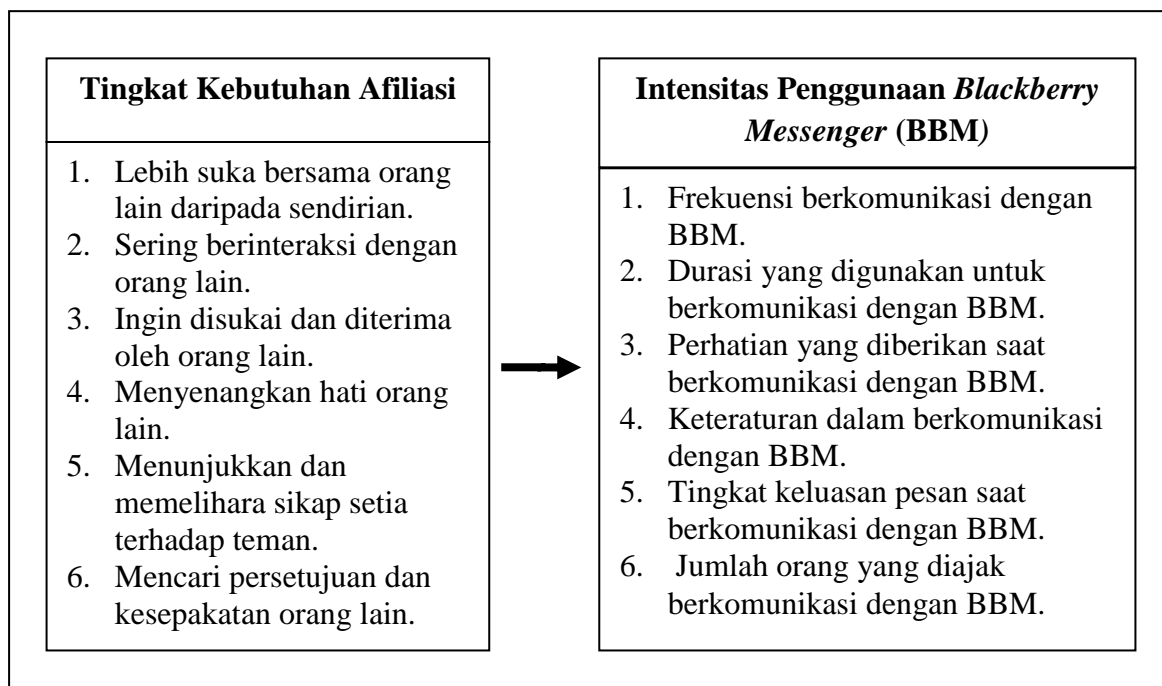 Tingkat Kebutuhan Afiliasi
1. Lebih suka bersama orang
lain daripada sendirian.
2. Sering berinteraksi dengan
orang lain.
3. Ingin disukai dan diterima
oleh orang lain.
4. Menyenangkan hati orang
lain.
5. Menunjukkan dan
memelihara sikap setia
terhadap teman.
6. Mencari persetujuan dan
kesepakatan orang lain.
Intensitas Penggunaan Blackberry
Messenger (BBM)
1. Frekuensi berkomunikasi dengan
BBM.
2. Durasi yang digunakan untuk
berkomunikasi dengan BBM.
3. Perhatian yang diberikan saat
berkomunikasi dengan BBM.
4. Keteraturan dalam berkomunikasi
dengan BBM.
5. Tingkat keluasan pesan saat
berkomunikasi dengan BBM.
6. Jumlah orang yang diajak
berkomunikasi dengan BBM.